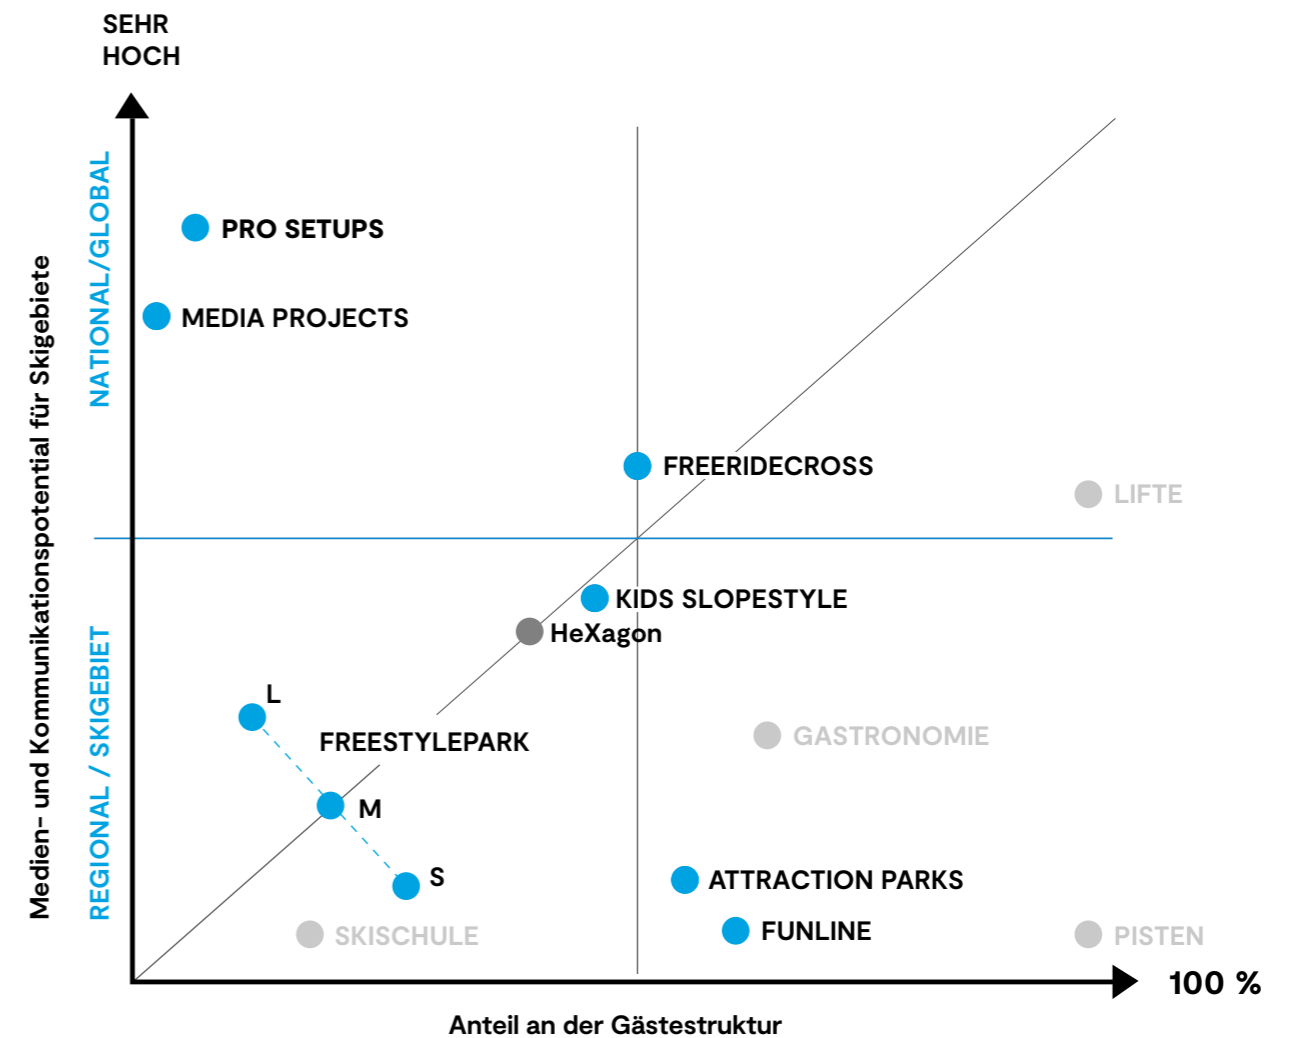 SEHR
HOCH
NATIONAL/GLOBAL
Medien- und Kommunikationspotential für Skigebiete
REGIONAL / SKIGEBIET
PRO SETUPS
MEDIA PROJECTS
FREERIDECROSS
LIFTE
KIDS SLOPESTYLE
HeXagon
L
FREESTYLEPARK
GASTRONOMIE
M
S
ATTRACTION PARKS
FUNLINE
SKISCHULE
PISTEN
100 %
Anteil an der Gästestruktur